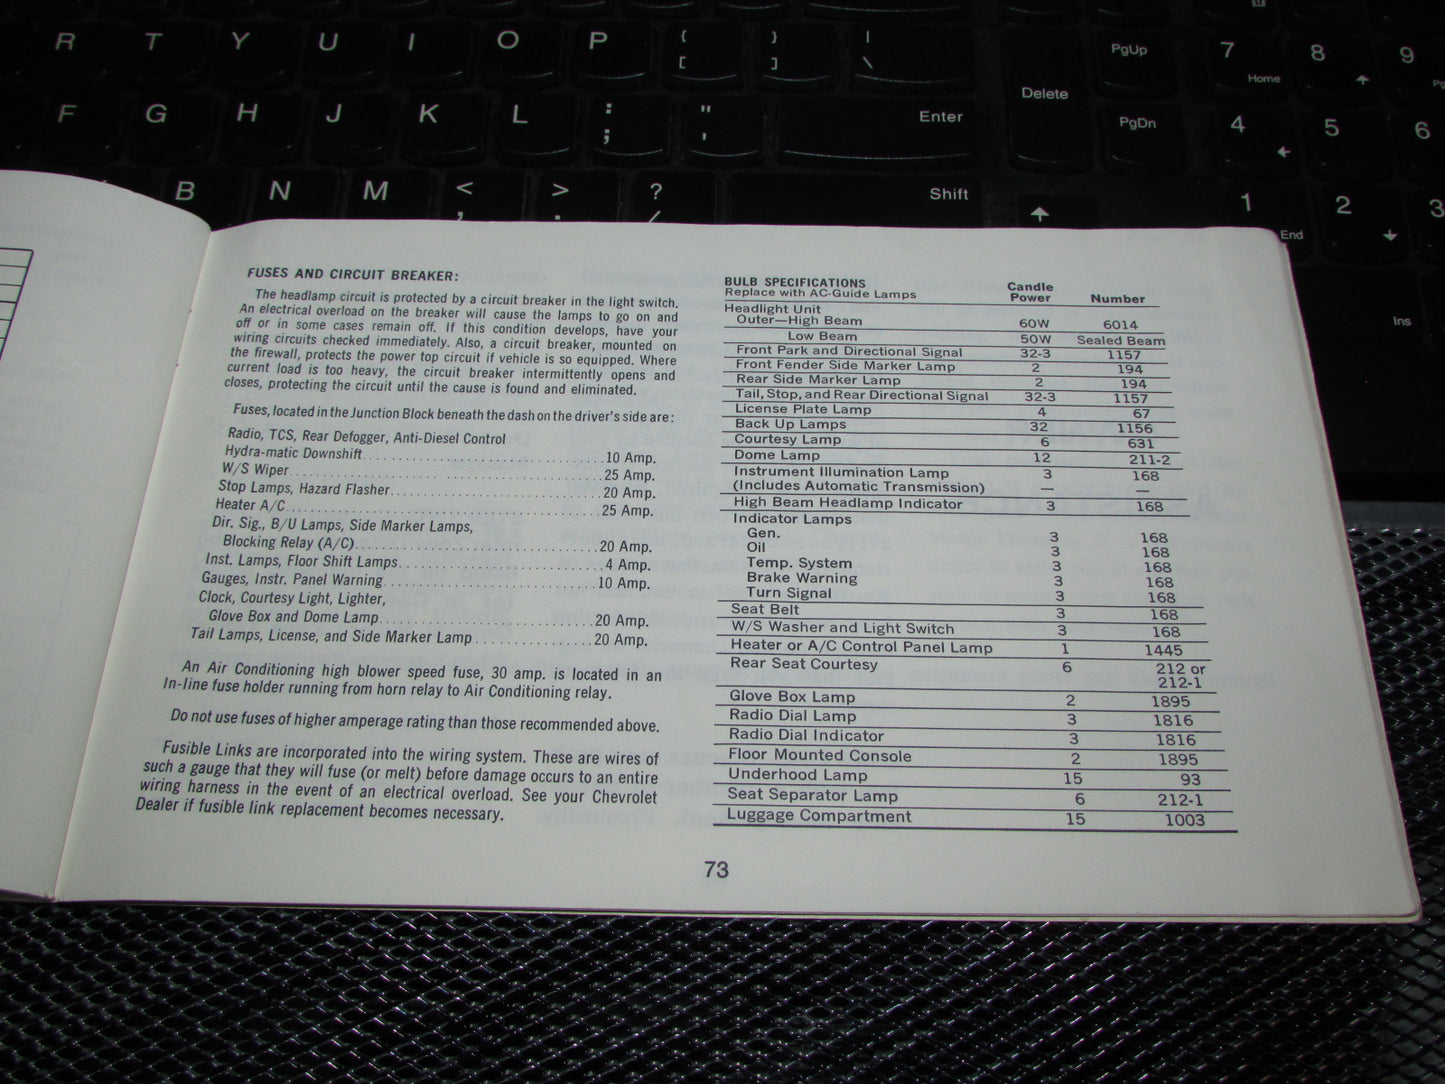 R T Y U I O P { [ } ] | \ Delete PgUp 7 Home 8 9
F G H J K L : ; " ' Enter PgDn 4 5 6
B N M < , > . ? / Shift 1 End 2 3
Ins
FUSES AND CIRCUIT BREAKER:
The headlamp circuit is protected by a circuit breaker in the light switch.
An electrical overload on the breaker will cause the lamps to go on and
off or in some cases remain off. If this condition develops, have your
wiring circuits checked immediately. Also, a circuit breaker, mounted on
the firewall, protects the power top circuit if vehicle is so equipped. Where
current load is too heavy, the circuit breaker intermittently opens and
closes, protecting the circuit until the cause is found and eliminated.
Fuses, located in the Junction Block beneath the dash on the driver's side are:
Radio, TCS, Rear Defogger, Anti-Diesel Control
Hydra-matic Downshift 10 Amp.
W/S Wiper 25 Amp.
Stop Lamps, Hazard Flasher 20 Amp.
Heater A/C 25 Amp.
Dir. Sig., B/U Lamps, Side Marker Lamps,
Blocking Relay (A/C) 20 Amp.
Inst. Lamps, Floor Shift Lamps 4 Amp.
Gauges, Instr. Panel Warning 10 Amp.
Clock, Courtesy Light, Lighter,
Glove Box and Dome Lamp 20 Amp.
Tail Lamps, License, and Side Marker Lamp 20 Amp.
An Air Conditioning high blower speed fuse, 30 amp. is located in an
In-line fuse holder running from horn relay to Air Conditioning relay.
Do not use fuses of higher amperage rating than those recommended above.
Fusible Links are incorporated into the wiring system. These are wires of
such a gauge that they will fuse (or melt) before damage occurs to an entire
wiring harness in the event of an electrical overload. See your Chevrolet
Dealer if fusible link replacement becomes necessary.
BULB SPECIFICATIONS
Replace with AC-Guide Lamps
Candle
Power Number
Headlight Unit
Outer—High Beam 60W 6014
Low Beam 50W Sealed Beam
Front Park and Directional Signal 32-3 1157
Front Fender Side Marker Lamp 2 194
Rear Side Marker Lamp 2 194
Tail, Stop, and Rear Directional Signal 32-3 1157
License Plate Lamp 4 67
Back Up Lamps 32 1156
Courtesy Lamp 6 631
Dome Lamp 12 211-2
Instrument Illumination Lamp 3 168
(Includes Automatic Transmission) — —
High Beam Headlamp Indicator 3 168
Indicator Lamps
Gen. 3 168
Oil 3 168
Temp. System 3 168
Brake Warning 3 168
Turn Signal 3 168
Seat Belt 3 168
W/S Washer and Light Switch 3 168
Heater or A/C Control Panel Lamp 1 1445
Rear Seat Courtesy 6 212 or
212-1
Glove Box Lamp 2 1895
Radio Dial Lamp 3 1816
Radio Dial Indicator 3 1816
Floor Mounted Console 2 1895
Underhood Lamp 15 93
Seat Separator Lamp 6 212-1
Luggage Compartment 15 1003
73